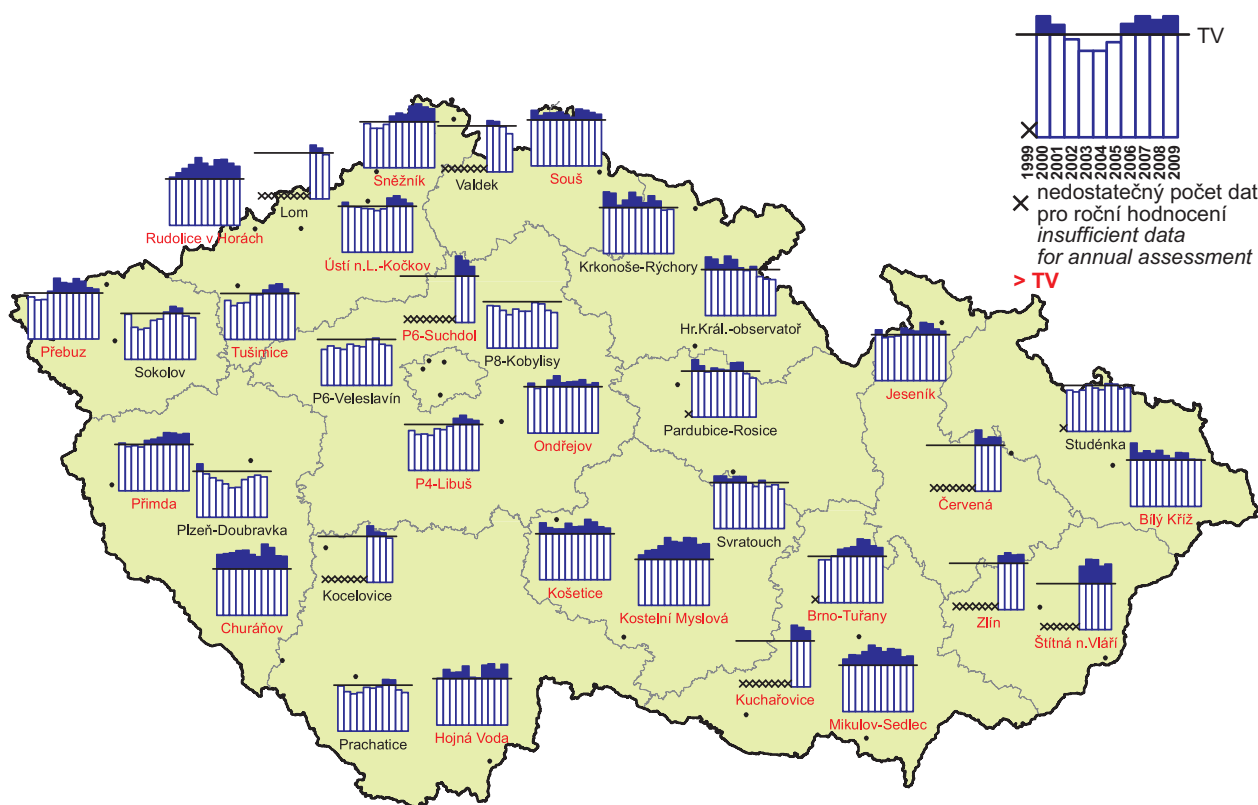 TV
1999
2000
2001
2002
2003
2004
2005
2006
2007
2008
2009
× nedostatečný počet dat
pro roční hodnocení
insufficient data
for annual assessment
> TV
Sněžník
Valdek
Souš
Lom
Rudolice v Horách
Ústí n.L.-Kočkov
Krkonoše-Rýchory
Přebuz
Sokolov
Tušimice
P6-Suchdol
P8-Kobylisy
Hr.Král.-observatoř
P6-Veleslavín
Jeseník
Ondřejov
Pardubice-Rosice
Studénka
P4-Libuš
Přimda
Plzeň-Doubravka
Červená
Bílý Kříž
Svratouch
Kocelovice
Churáňov
Košetice
Kostelní Myslová
Brno-Tuřany
Zlín
Štítná n.Vláří
Kuchařovice
Mikulov-Sedlec
Prachatice
Hojná Voda